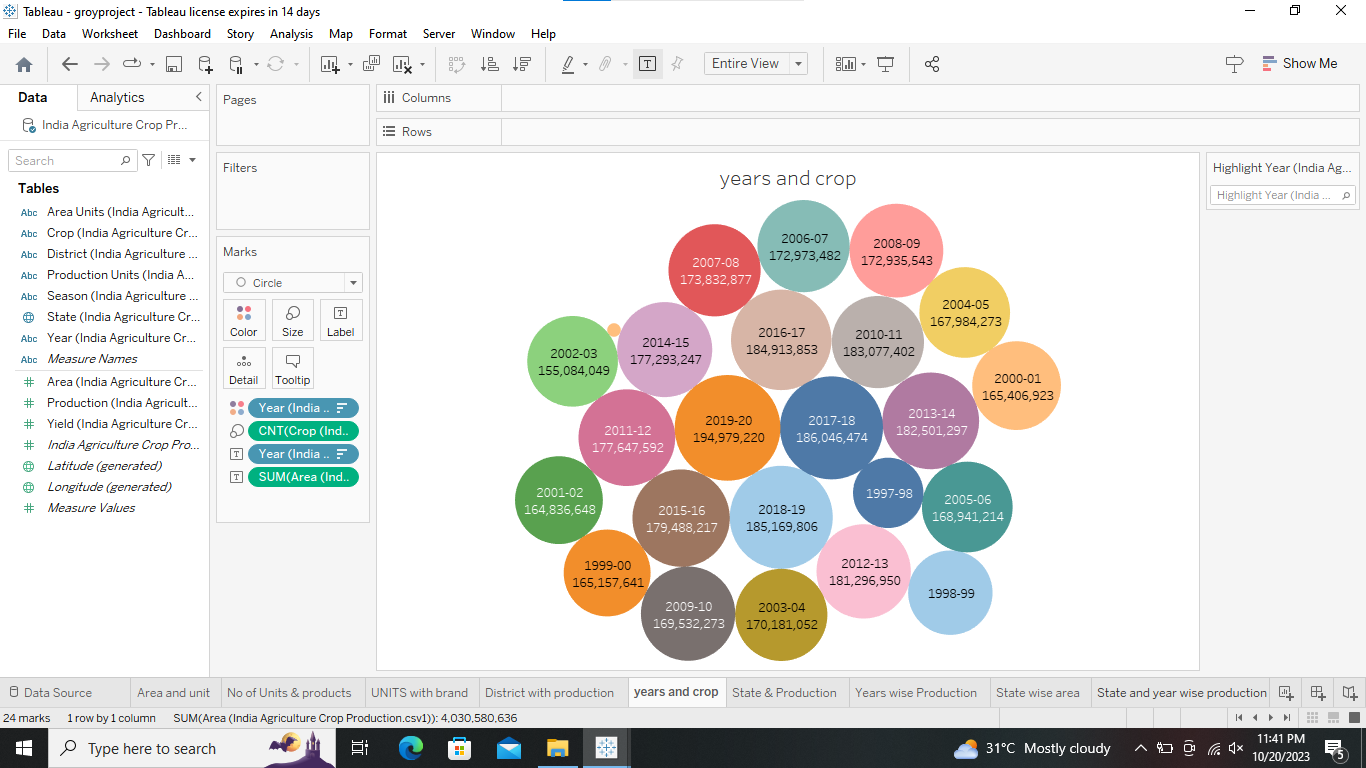 Tableau - groyproject - Tableau license expires in 14 days
File Data Worksheet Dashboard Story Analysis Map Format Server Window Help
Entire View
Show Me
Data Analytics
India Agriculture Crop Pr...
Search
Tables
Abc Area Units (India Agricult...
Abc Crop (India Agriculture Cr...
Abc District (India Agriculture ...
Abc Production Units (India A...
Abc Season (India Agriculture ...
State (India Agriculture Cr...
Abc Year (India Agriculture Cr...
Abc Measure Names
Area (India Agriculture Cr...
Production (India Agricult...
Yield (India Agriculture Cr...
India Agriculture Crop Pro...
Latitude (generated)
Longitude (generated)
Measure Values
Pages
Filters
Marks
Circle
Color Size Label
Detail Tooltip
Year (India ..
CNT(Crop (Ind..
Year (India ..
SUM(Area (Ind..
Columns
Rows
years and crop
2006-07
172,973,482
2008-09
172,935,543
2007-08
173,832,877
2004-05
167,984,273
2016-17
184,913,853
2010-11
183,077,402
2014-15
177,293,247
2002-03
155,084,049
2000-01
165,406,923
2013-14
182,501,297
2019-20
194,979,220
2017-18
186,046,474
2011-12
177,647,592
1997-98
2001-02
164,836,648
2005-06
168,941,214
2015-16
179,488,217
2018-19
185,169,806
1999-00
165,157,641
2012-13
181,296,950
1998-99
2009-10
169,532,273
2003-04
170,181,052
Highlight Year (India Ag...
Highlight Year (India ...
Data Source Area and unit No of Units & products UNITS with brand District with production years and crop State & Production Years wise Production State wise area State and year wise production
24 marks 1 row by 1 column SUM(Area (India Agriculture Crop Production.csv1)): 4,030,580,636
Type here to search
31°C Mostly cloudy
11:41 PM
10/20/2023
5